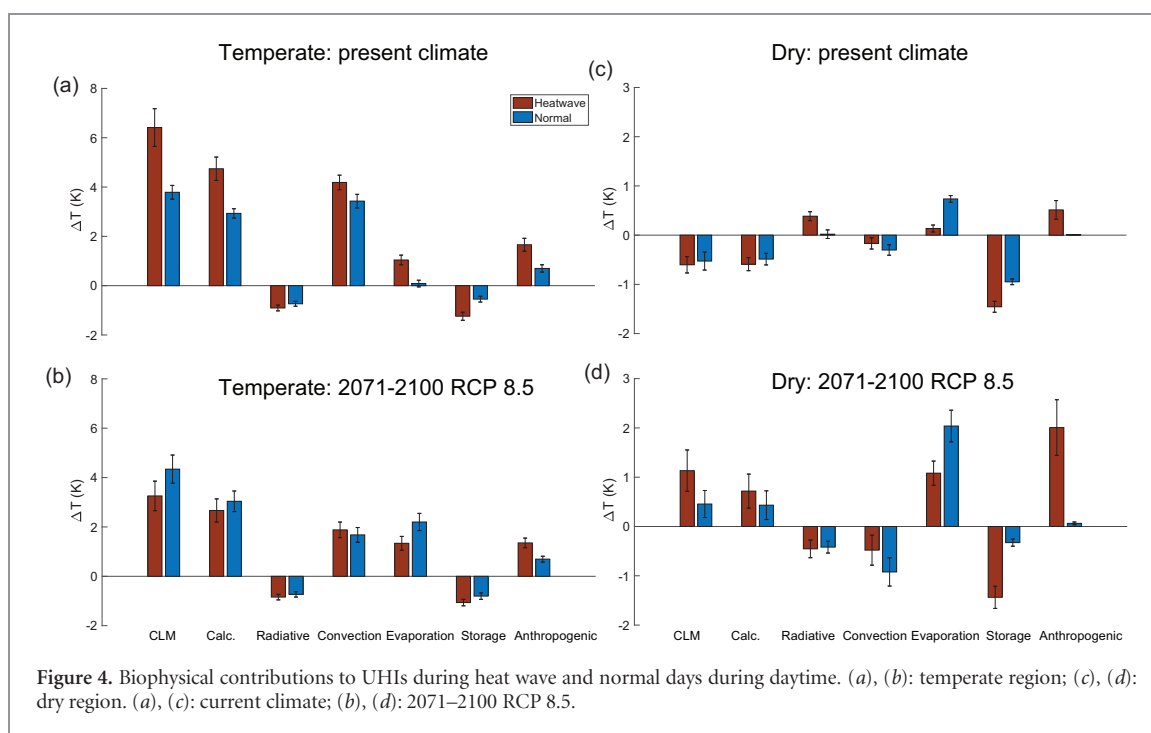 Temperate: present climate
(a)
8
6
4
2
0
-2
ΔT (K)
Heatwave
Normal
Dry: present climate
(c)
3
2
1
0
-1
-2
ΔT (K)
Temperate: 2071-2100 RCP 8.5
(b)
8
6
4
2
0
-2
ΔT (K)
CLM Calc. Radiative Convection Evaporation Storage Anthropogenic
Dry: 2071-2100 RCP 8.5
(d)
3
2
1
0
-1
-2
ΔT (K)
CLM Calc. Radiative Convection Evaporation Storage Anthropogenic
Figure 4. Biophysical contributions to UHIs during heat wave and normal days during daytime. (a), (b): temperate region; (c), (d):
dry region. (a), (c): current climate; (b), (d): 2071–2100 RCP 8.5.